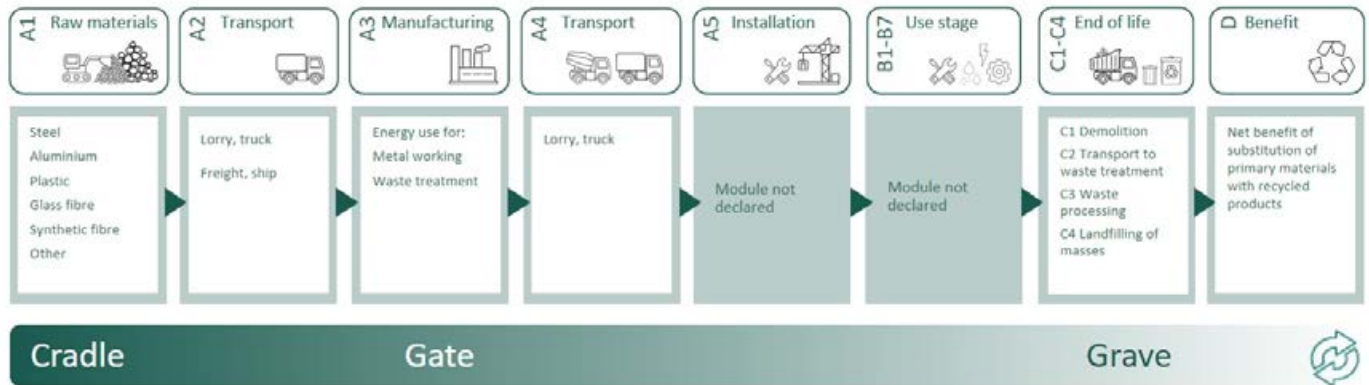 A1 Raw materials
A2 Transport
A3 Manufacturing
A4 Transport
A5 Installation
B1-B7 Use stage
C1-C4 End of life
D Benefit
Steel
Aluminium
Plastic
Glass fibre
Synthetic fibre
Other
Lorry, truck
Freight, ship
Energy use for:
Metal working
Waste treatment
Lorry, truck
Module not
declared
Module not
declared
C1 Demolition
C2 Transport to
waste treatment
C3 Waste
processing
C4 Landfilling of
masses
Net benefit of
substitution of
primary materials
with recycled
products
Cradle
Gate
Grave